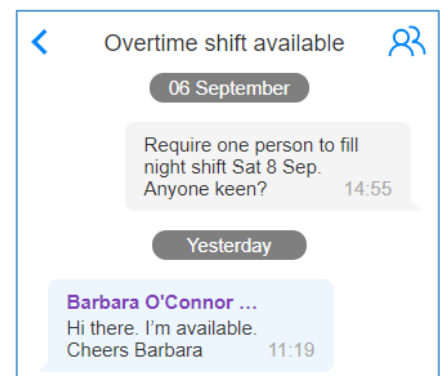 Overtime shift available
06 September
Require one person to fill
night shift Sat 8 Sep.
Anyone keen? 14:55
Yesterday
Barbara O'Connor ...
Hi there. I'm available.
Cheers Barbara 11:19